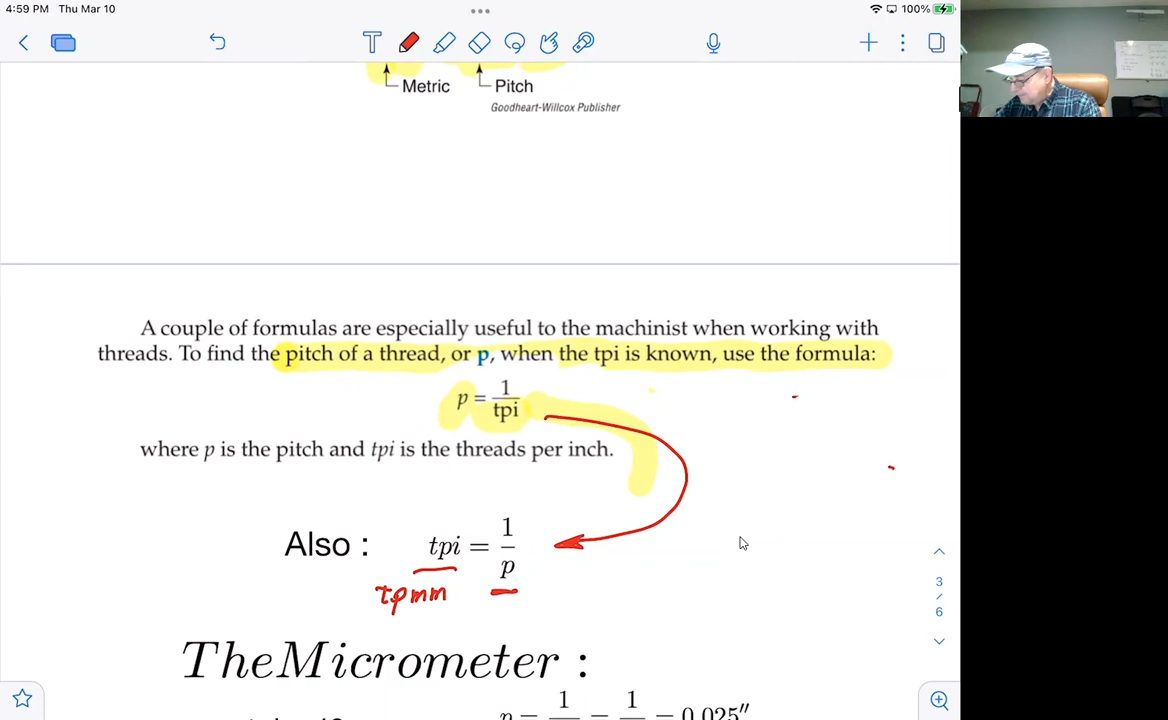 4:59 PM Thu Mar 10
100%
Metric
Pitch
Goodheart-Willcox Publisher
A couple of formulas are especially useful to the machinist when working with
threads. To find the pitch of a thread, or p, when the tpi is known, use the formula:
p = 1/tpi
where p is the pitch and tpi is the threads per inch.
Also : tpi = 1/p
tpmm
The Micrometer :
3
/
6
1 1
p = — = — = 0.025"